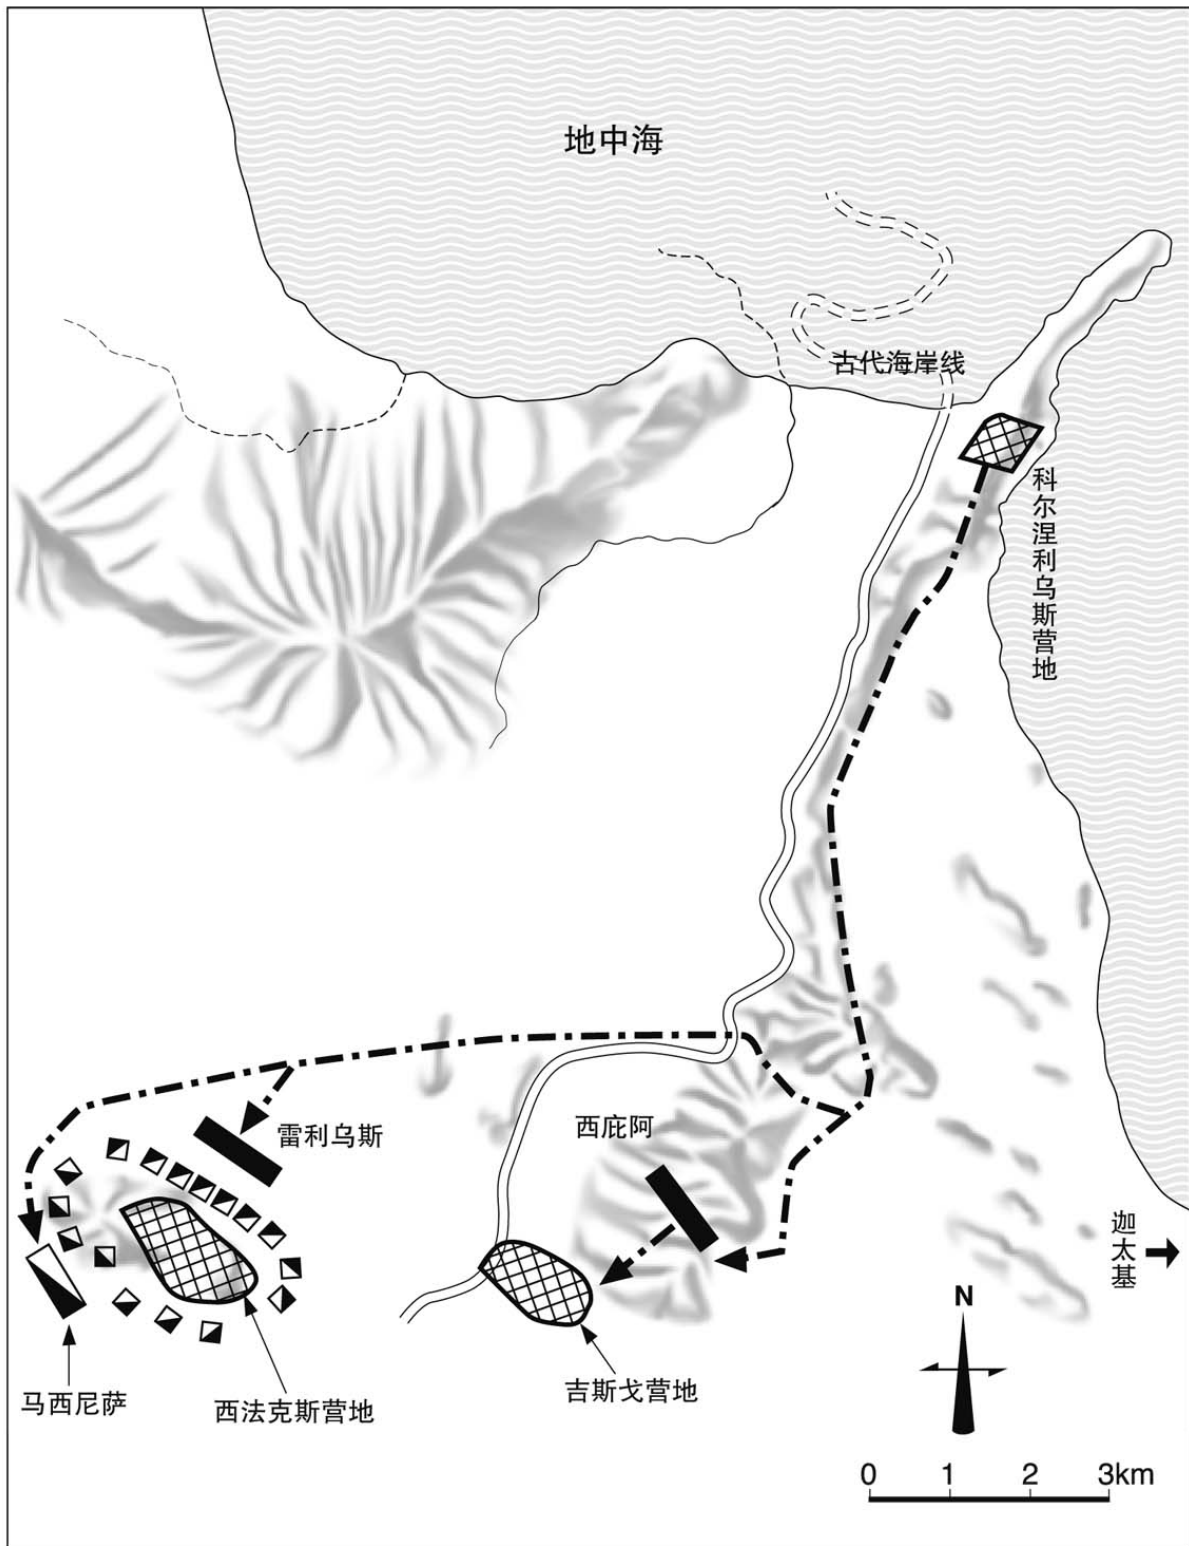 地中海
古代海岸线
科尔涅利乌斯营地
雷利乌斯
西庇阿
迦太基
N
马西尼萨
西法克斯营地
吉斯戈营地
0 1 2 3km